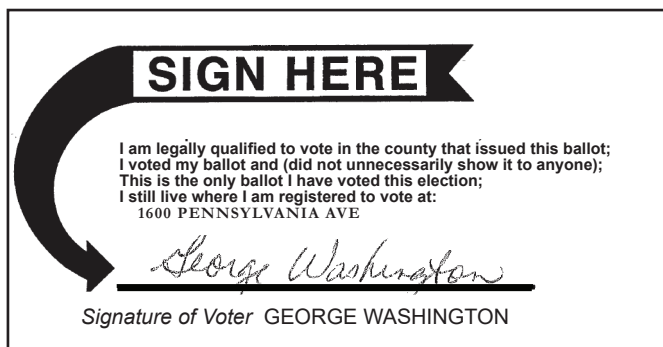 SIGN HERE
I am legally qualified to vote in the county that issued this ballot;
I voted my ballot and (did not unnecessarily show it to anyone);
This is the only ballot I have voted this election;
I still live where I am registered to vote at:
1600 PENNSYLVANIA AVE
George Washington
Signature of Voter GEORGE WASHINGTON